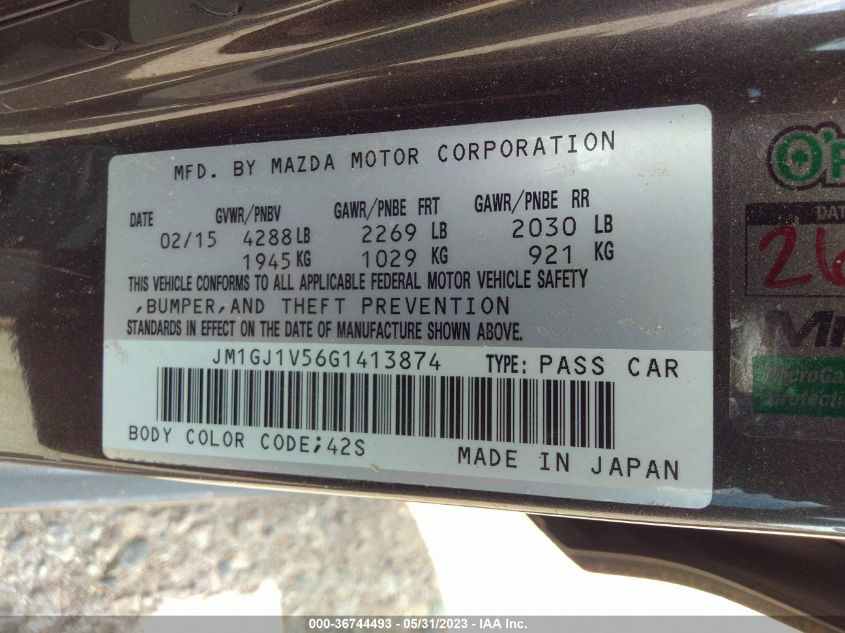 MFD. BY MAZDA MOTOR CORPORATION
DATE GVWR/PNBV GAWR/PNBE FRT GAWR/PNBE RR
02/15 4288 LB 2269 LB 2030 LB
1945 KG 1029 KG 921 KG
THIS VEHICLE CONFORMS TO ALL APPLICABLE FEDERAL MOTOR VEHICLE SAFETY
,BUMPER,AND THEFT PREVENTION
STANDARDS IN EFFECT ON THE DATE OF MANUFACTURE SHOWN ABOVE.
JM1GJ1V56G1413874 TYPE: PASS CAR
BODY COLOR CODE;42S
MADE IN JAPAN
000-36744493 - 05/31/2023 - IAA Inc.